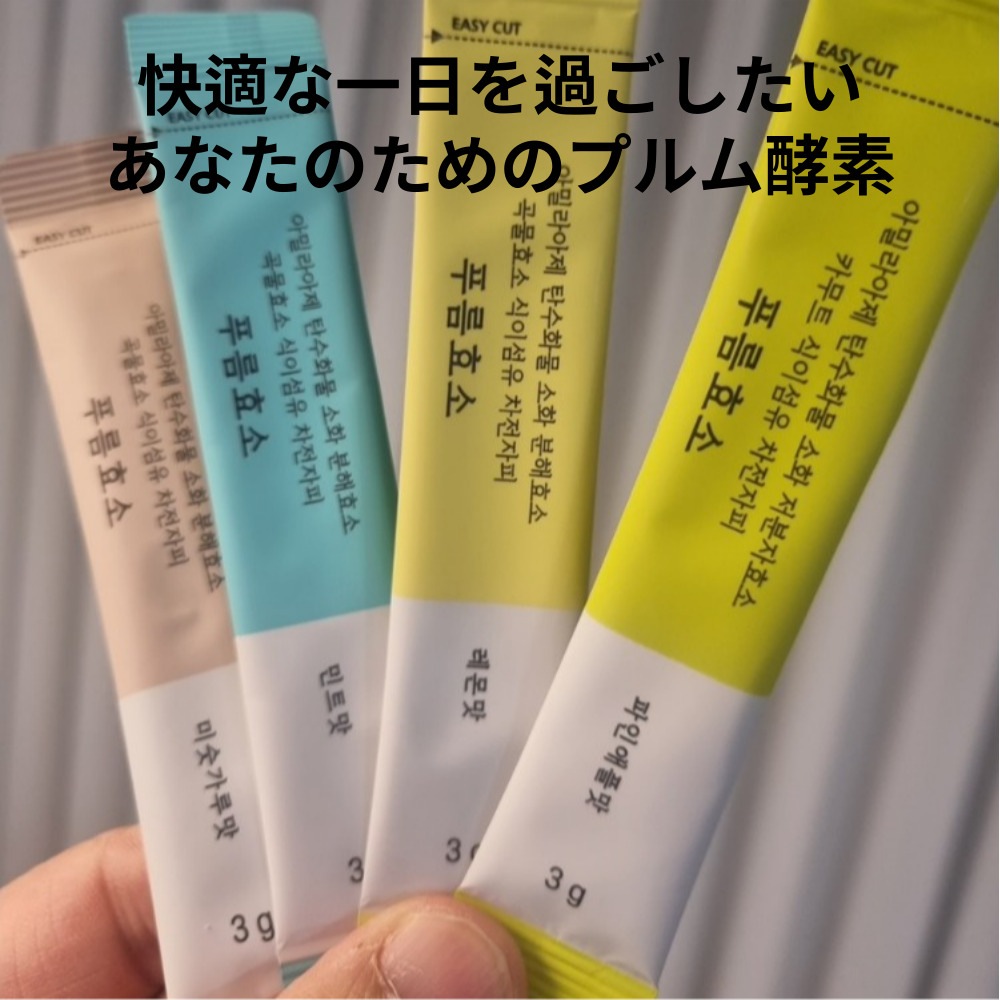 快適な一日を過ごしたい
あなたのためのプルム酵素
EASY CUT
아밀라아제 탄수화물 소화 분해효소
곡물효소 식이섬유 차전자피
푸름효소
미숫가루맛
3g
EASY CUT
아밀라아제 탄수화물 소화 분해효소
곡물효소 식이섬유 차전자피
푸름효소
민트맛
3
EASY CUT
아밀라아제 탄수화물 소화 분해효소
곡물효소 식이섬유 차전자피
푸름효소
레몬맛
3
EASY CUT
아밀라아제 탄수화물 소화 저분자효소
카무트 식이섬유 차전자피
푸름효소
파인애플맛
3g